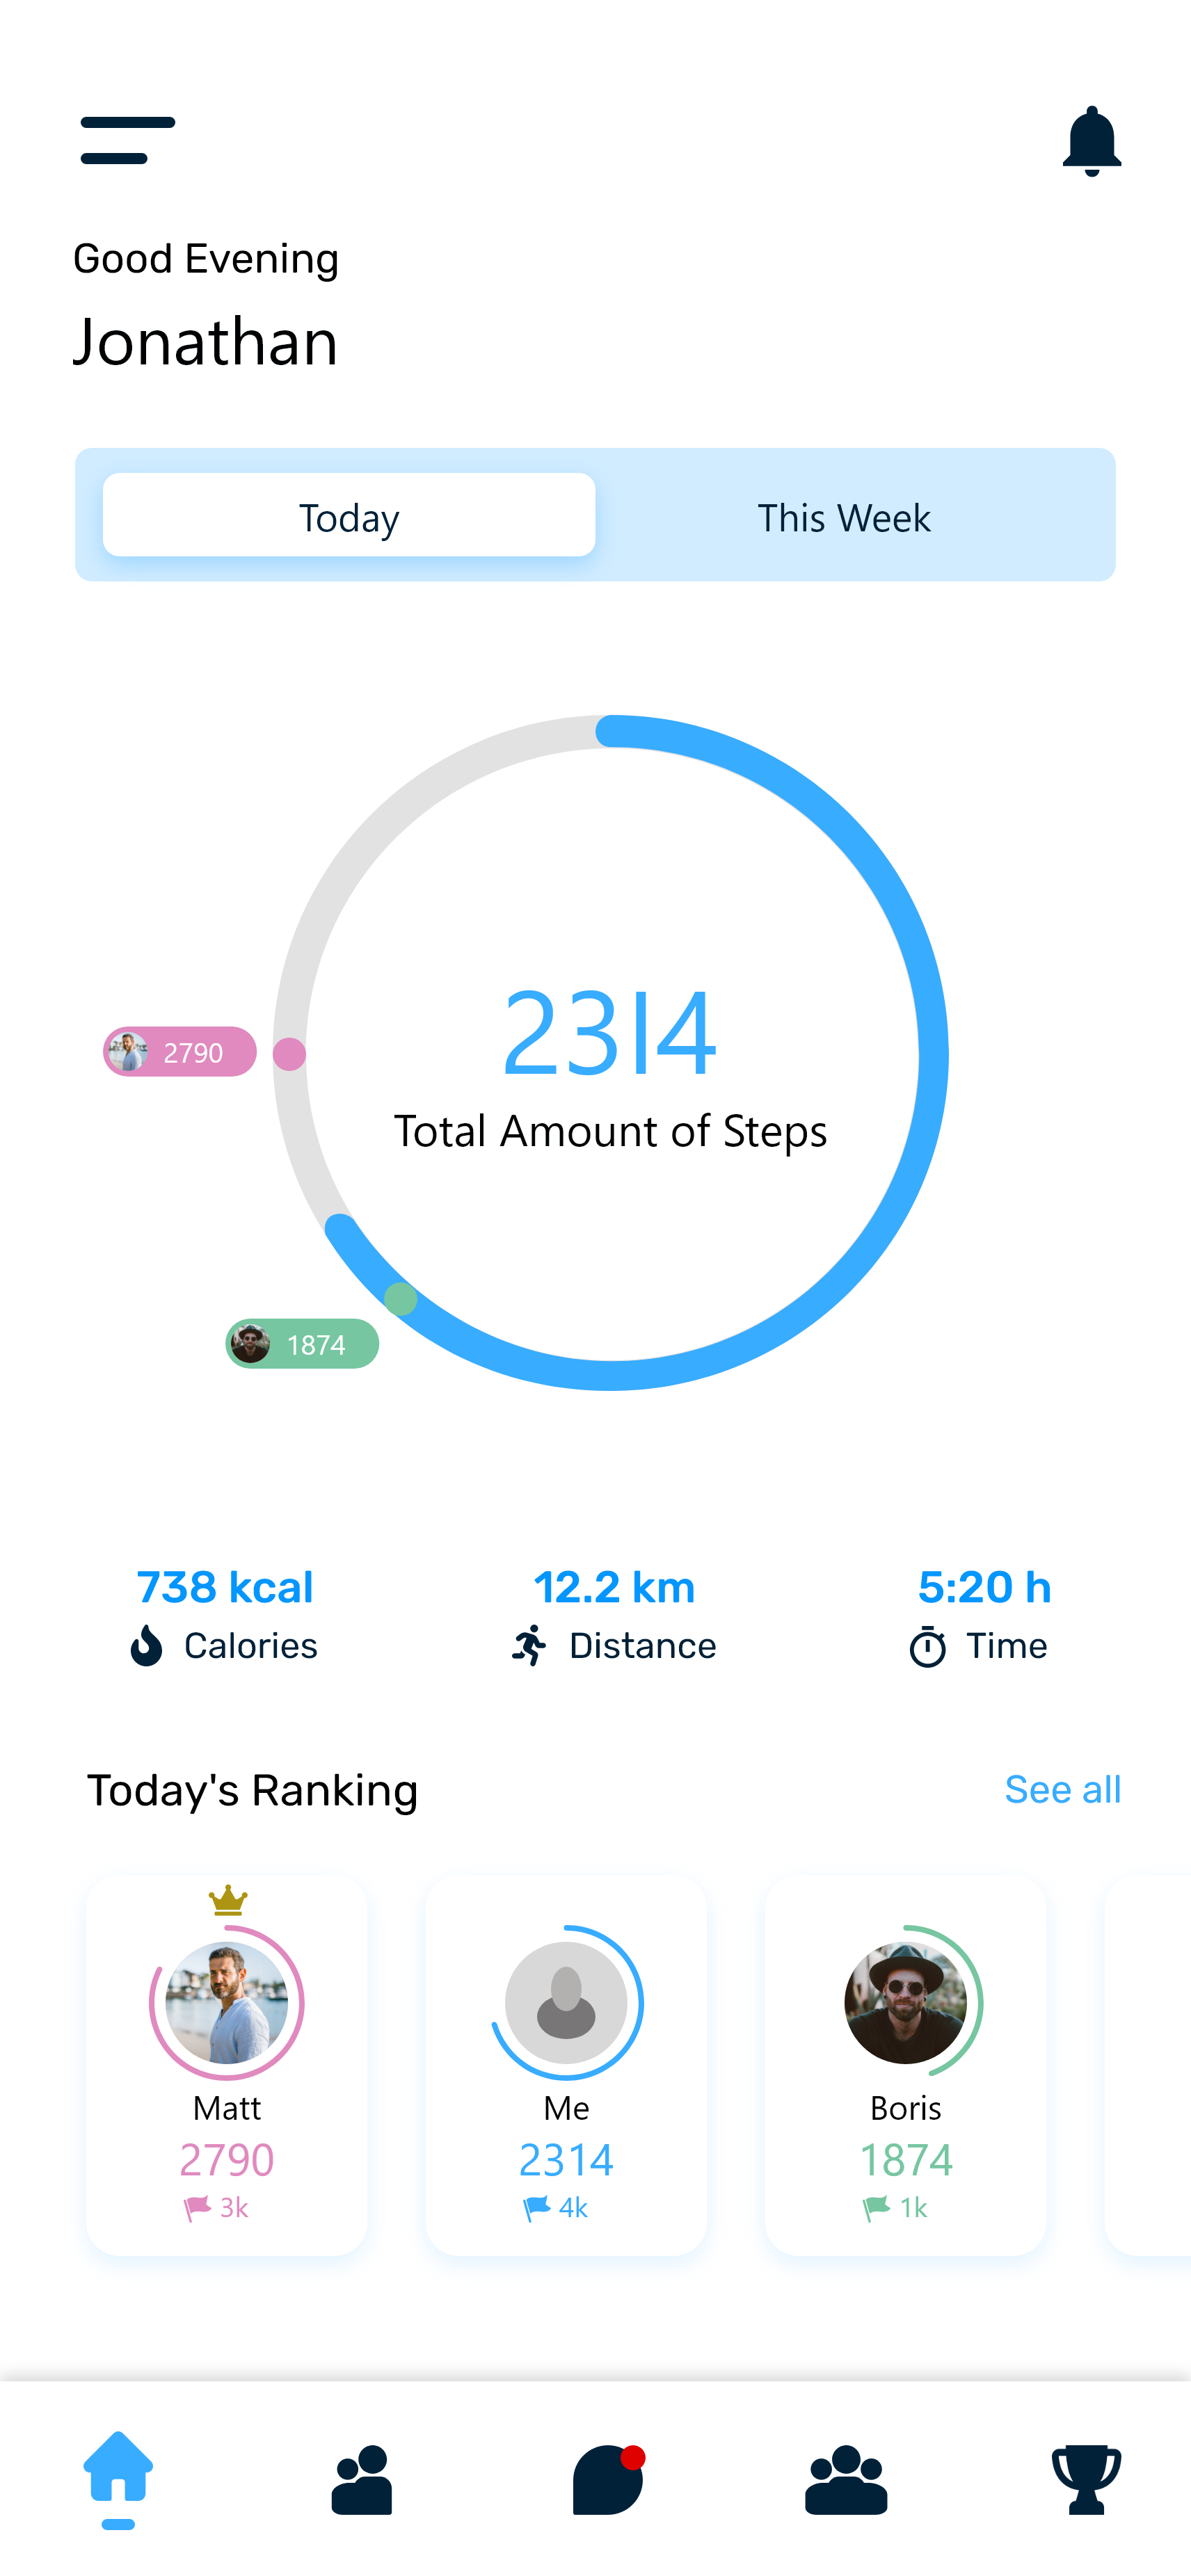 Good Evening
Jonathan
Today
This Week
2314
Total Amount of Steps
2790
1874
738 kcal
12.2 km
5:20 h
Calories
Distance
Time
Today's Ranking
See all
Matt
2790
3k
Me
2314
4k
Boris
1874
1k